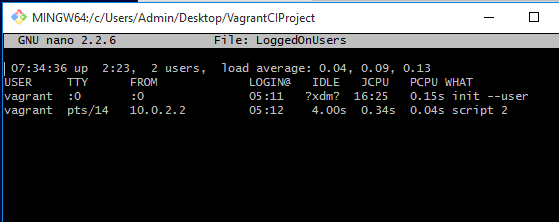 MINGW64:/c/Users/Admin/Desktop/VagrantCIProject
GNU nano 2.2.6 File: LoggedOnUsers
07:34:36 up 2:23, 2 users, load average: 0.04, 0.09, 0.13
USER TTY FROM LOGIN@ IDLE JCPU PCPU WHAT
vagrant :0 :0 05:11 ?xdm? 16:25 0.15s init --user
vagrant pts/14 10.0.2.2 05:12 4.00s 0.34s 0.04s script 2